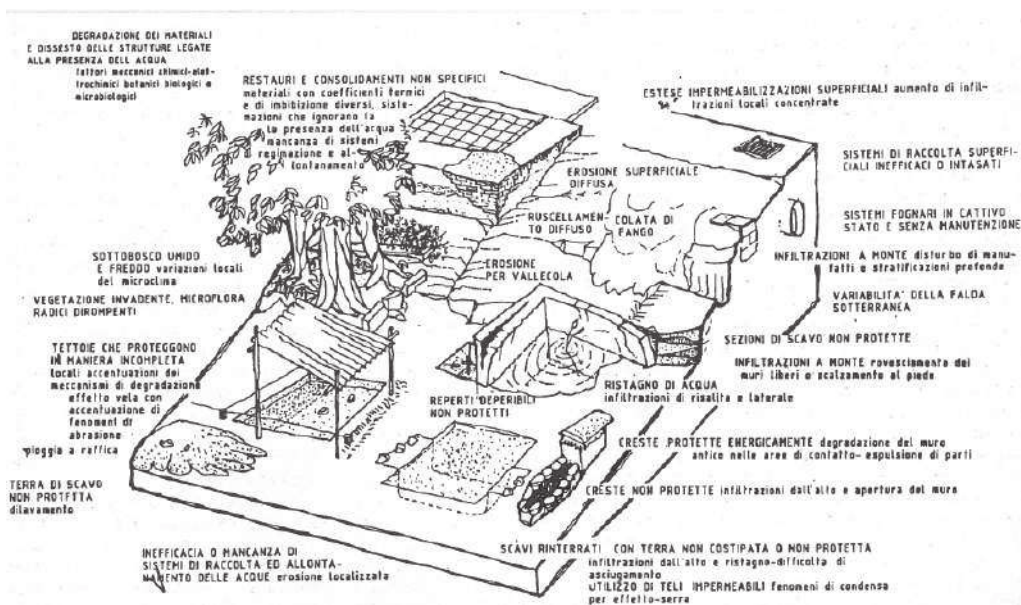 DEGRADAZIONE DEI MATERIALI
E DISSESTO DELLE STRUTTURE LEGATE
ALLA PRESENZA DELL ACQUA
fattori meccanici chimici-elet-
trochimici botanici biologici e
microbiologici
RESTAURI E CONSOLIDAMENTI NON SPECIFICI
materiali con coefficienti termici
e di imbibizione diversi, siste-
mazioni che ignorano la
la presenza dell'acqua
mancanza di sistemi
di regimazione e al-
lontanamento
ESTESE IMPERMEABILIZZAZIONI SUPERFICIALI aumento di infil-
trazioni locali concentrate
SISTEMI DI RACCOLTA SUPERFI-
CIALI INEFFICACI O INTASATI
EROSIONE SUPERFICIALE
DIFFUSA
RUSCELLAMEN-
TO DIFFUSO
COLATA DI
FANGO
SISTEMI FOGNARI IN CATTIVO
STATO E SENZA MANUTENZIONE
SOTTOBOSCO UMIDO
E FREDDO variazioni locali
del microclima
EROSIONE
PER VALLECOLA
INFILTRAZIONI A MONTE disturbo di manu-
fatti e stratificazioni profonde
VEGETAZIONE INVADENTE, MICROFLORA
RADICI DIROMPENTI
VARIABILITA' DELLA FALDA
SOTTERRANEA
SEZIONI DI SCAVO NON PROTETTE
TETTOIE CHE PROTEGGONO
IN MANIERA INCOMPLETA
locali accentuazioni dei
meccanismi di degradazione
effetto vela con
accentuazione di
fenomeni di
abrasione
pioggia a raffica
INFILTRAZIONI A MONTE rovesciamento dei
muri liberi o scalzamento al piede
RISTAGNO DI ACQUA
infiltrazioni di risalita e laterale
REPERTI DEPERIBILI
NON PROTETTI
CRESTE PROTETTE ENERGICAMENTE degradazione del muro
antico nelle aree di contatto-espulsione di parti
TERRA DI SCAVO
NON PROTETTA
dilavamento
CRESTE NON PROTETTE infiltrazioni dall'alto e apertura del muro
INEFFICACIA O MANCANZA DI
SISTEMI DI RACCOLTA ED ALLONTA-
NAMENTO DELLE ACQUE erosione localizzata
SCAVI RINTERRATI CON TERRA NON COSTIPATA O NON PROTETTA
infiltrazioni dall'alto e ristagno-difficolta di
asciugamento
UTILIZZO DI TELI IMPERMEABILI fenomeni di condensa
per effetto-serra